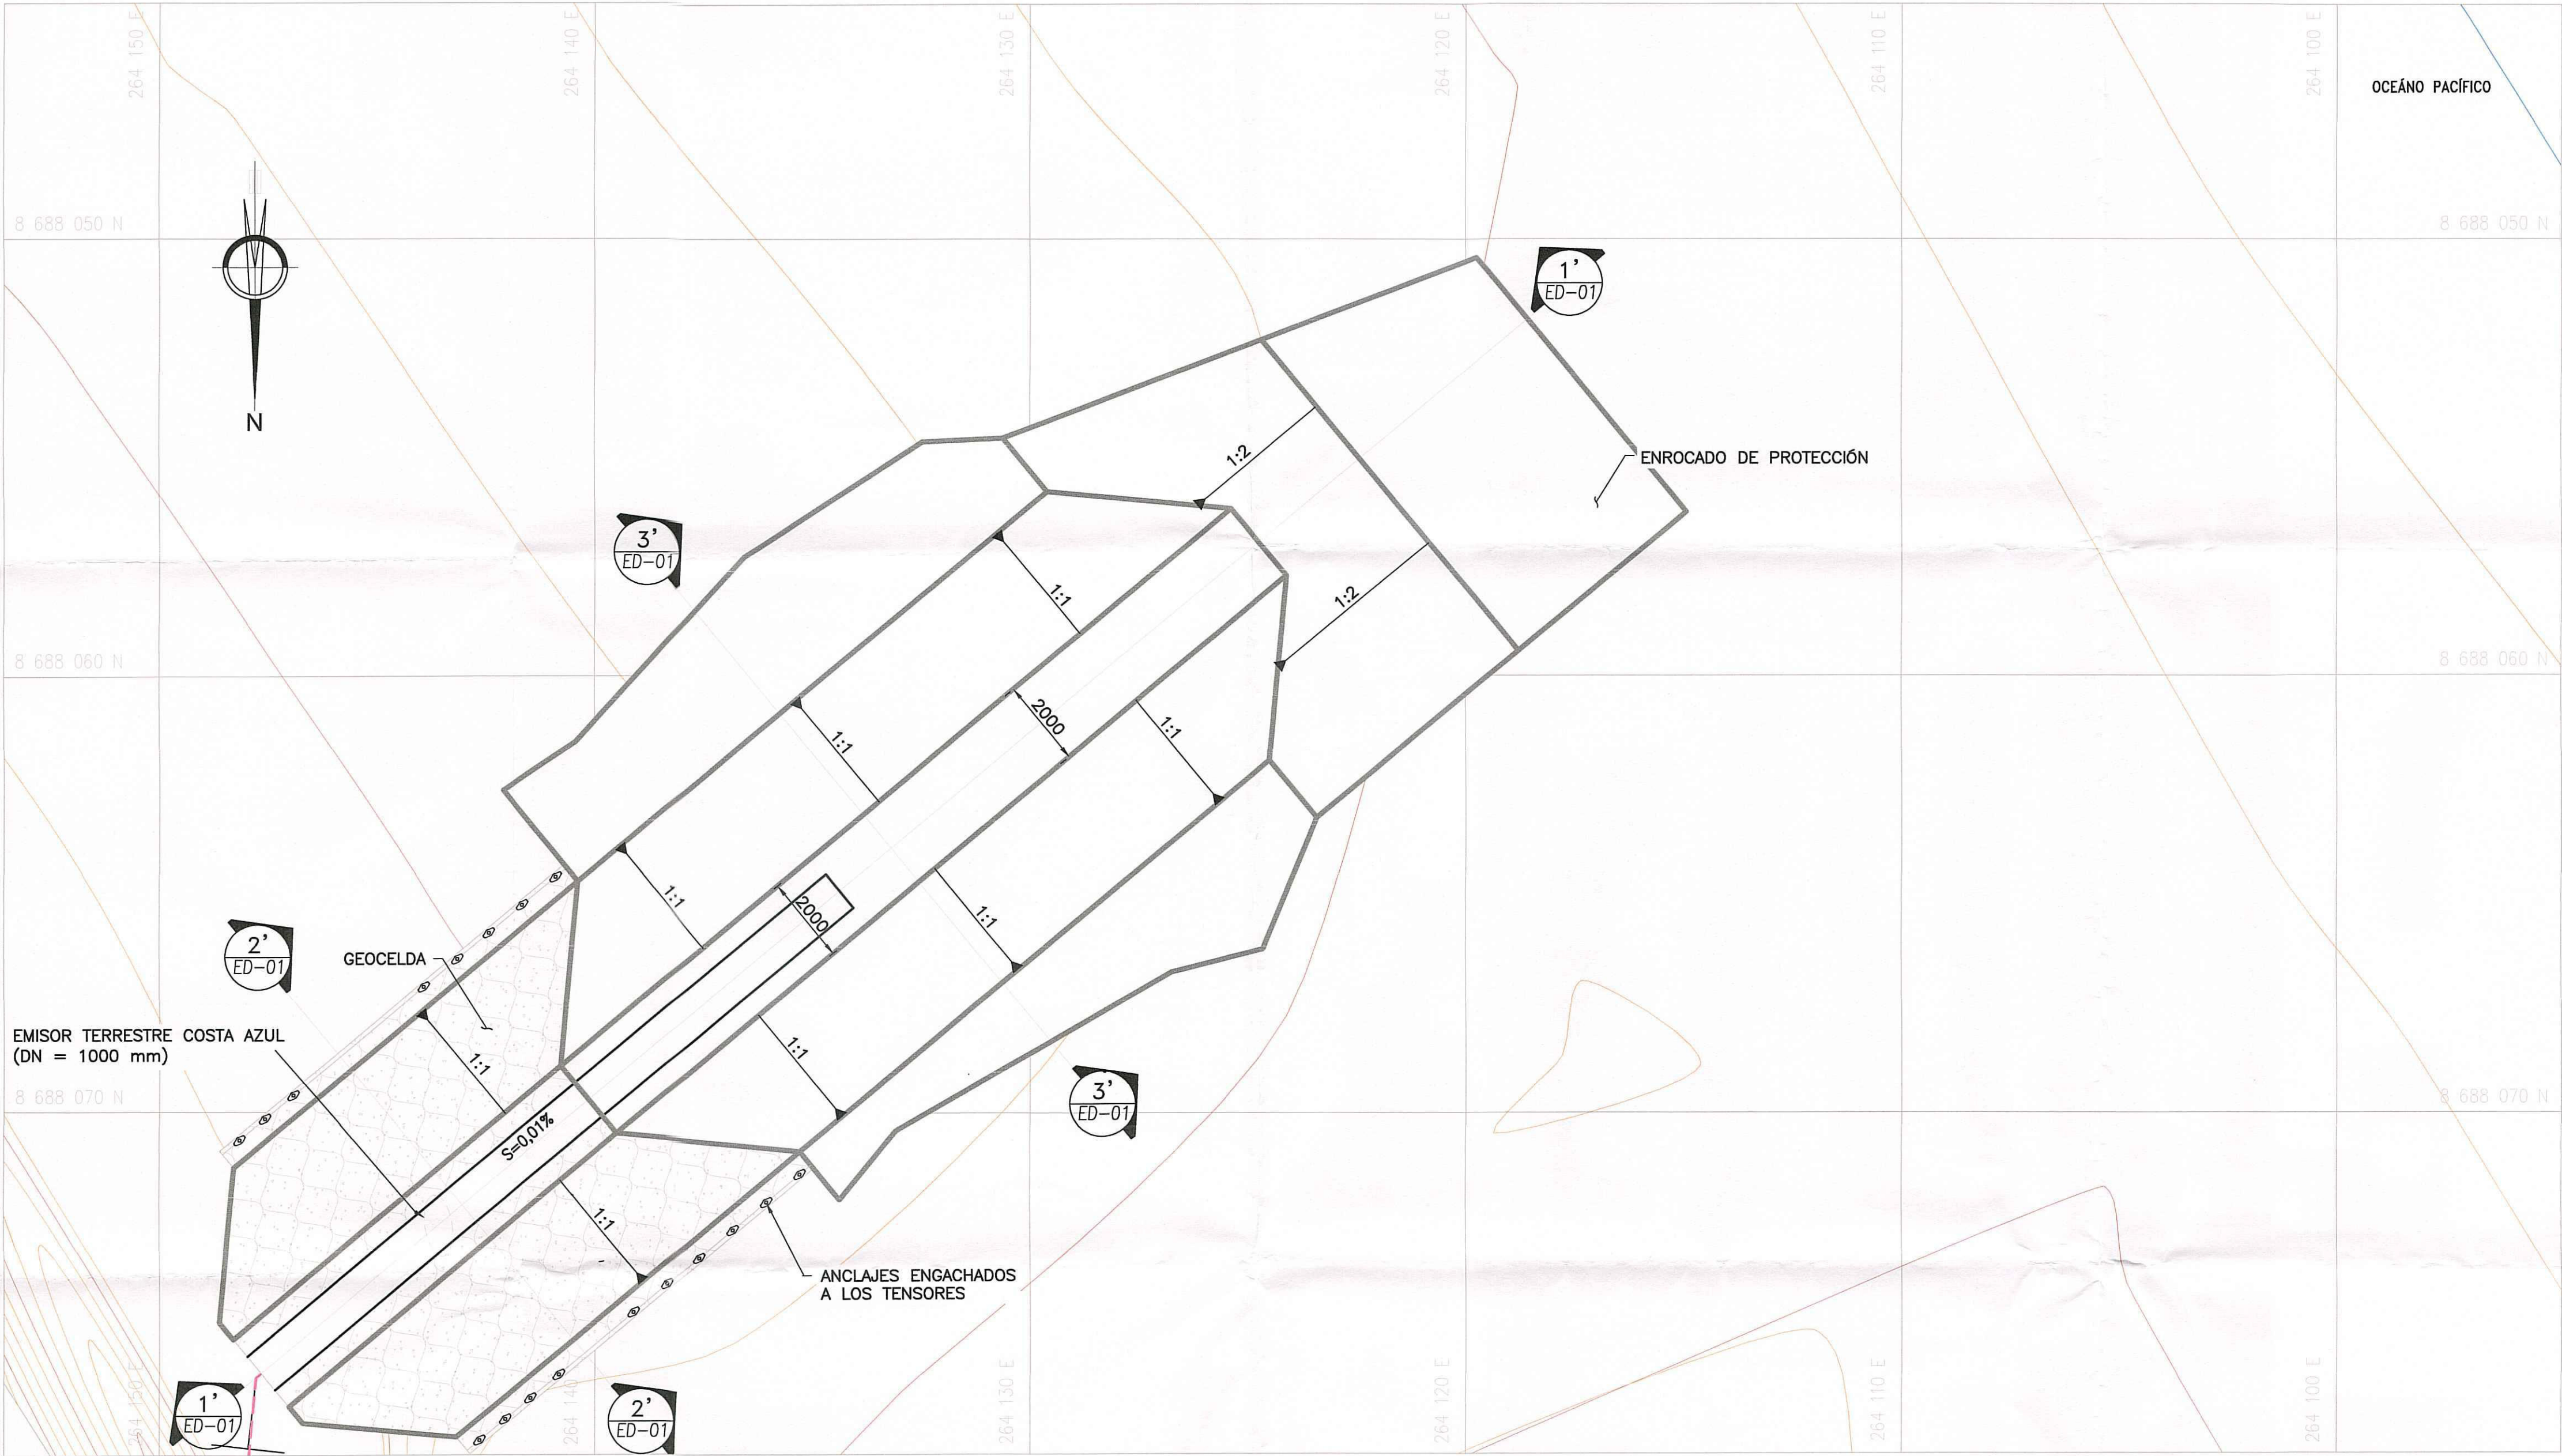 264 150 E
264 140 E
264 130 E
264 120 E
264 110 E
264 100 E
OCEÁNO PACÍFICO
8 688 050 N
8 688 050 N
1'
ED-01
N
1:2
ENROCADO DE PROTECCIÓN
3'
ED-01
1:1
1:2
8 688 060 N
8 688 060 N
2000
1:1
1:1
1:1
2000
1:1
2'
ED-01
GEOCELDA
EMISOR TERRESTRE COSTA AZUL
(DN = 1000 mm)
1:1
1:1
8 688 070 N
3'
ED-01
8 688 070 N
S=0,01%
1:1
ANCLAJES ENGACHADOS
A LOS TENSORES
1'
ED-01
2'
ED-01
264 150 E
264 140 E
264 130 E
264 120 E
264 110 E
264 100 E